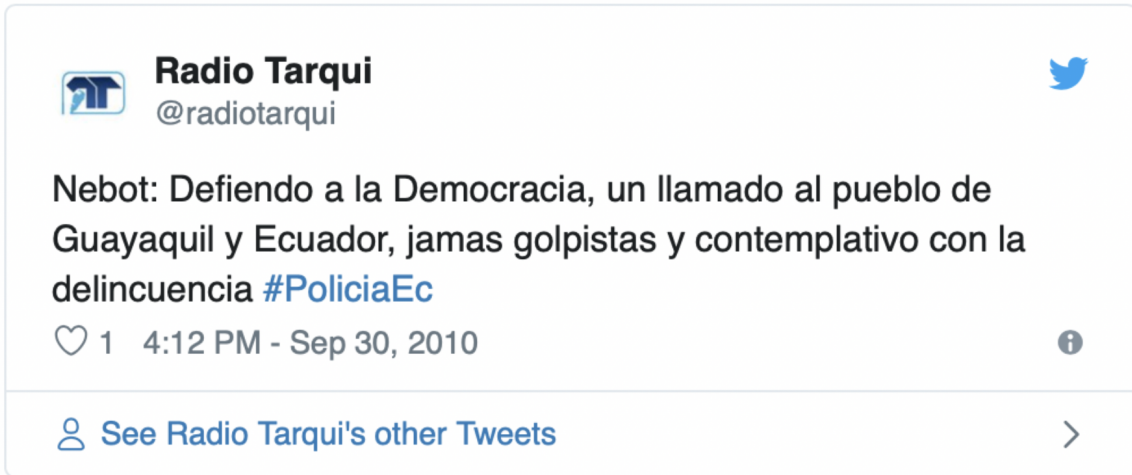 Radio Tarqui
@radiotarqui
Nebot: Defiendo a la Democracia, un llamado al pueblo de
Guayaquil y Ecuador, jamas golpistas y contemplativo con la
delincuencia #PoliciaEc
1 4:12 PM - Sep 30, 2010
See Radio Tarqui's other Tweets